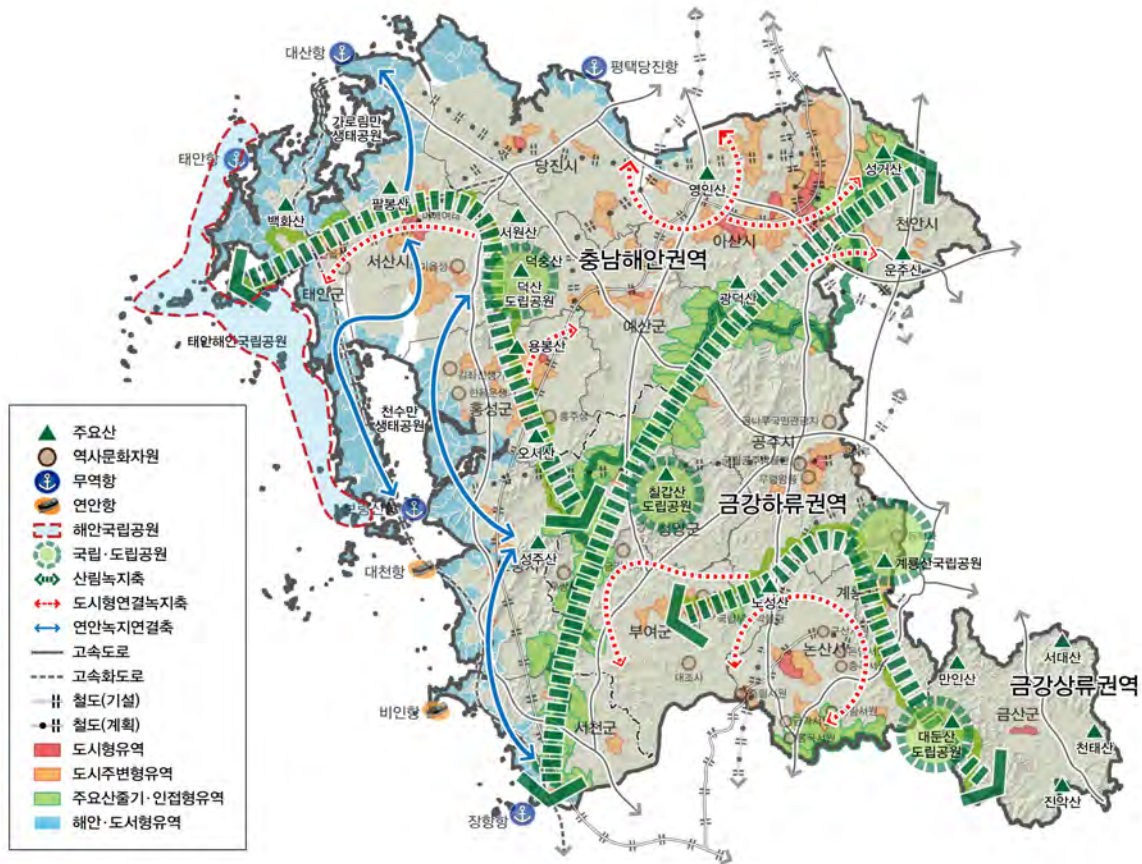 대산항
평택당진항
가로림만
생태공원
태안항
당진시
성거산
영인산
팔봉산
백화산
천안시
서원산
아산시
충남해안권역
운주산
덕숭산
서산시
덕산
도립공원
태안군
광덕산
예산군
태안해안국립공원
용봉산
천수만
생태공원
홍성군
홍주성
공주시
오서산
칠갑산
도립공원
금강하류권역
청양군
성주산
계룡산국립공원
대천항
노성산
부여군
논산시
서대산
만인산
대조사
금강상류권역
비인항
서천군
금산군
대둔산
도립공원
천태산
진악산
장항항
주요산
역사문화자원
무역항
연안항
해안국립공원
국립·도립공원
산림녹지축
도시형연결녹지축
연안녹지연결축
고속도로
고속화도로
철도(기설)
철도(계획)
도시형유역
도시주변형유역
주요산줄기·인접형유역
해안·도서형유역